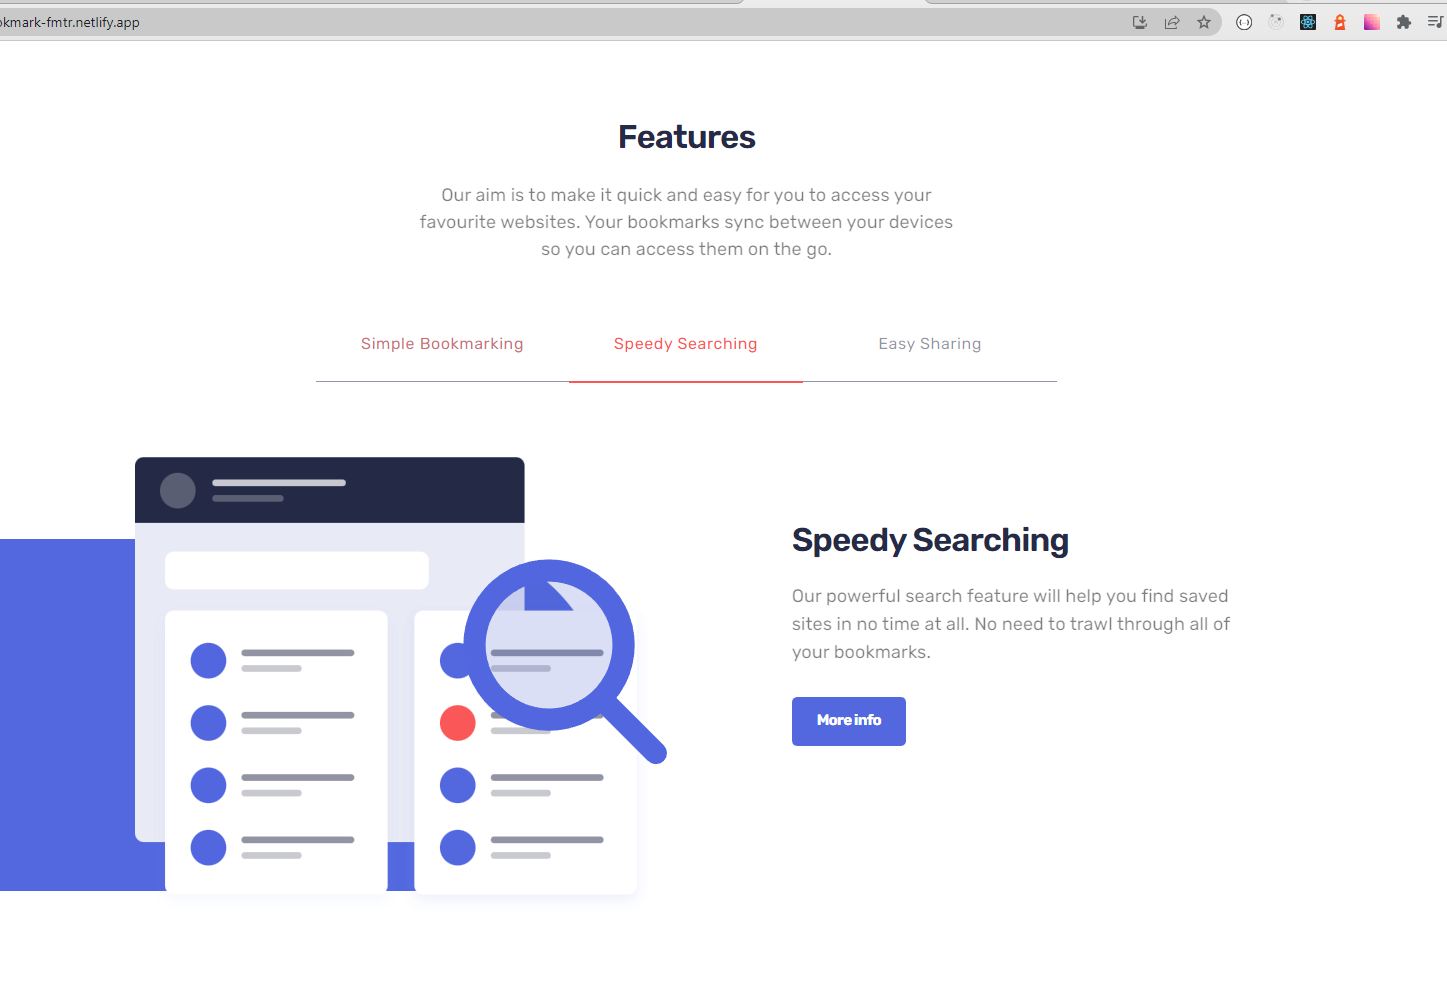 okmark-fmtr.netlify.app
Features
Our aim is to make it quick and easy for you to access your
favourite websites. Your bookmarks sync between your devices
so you can access them on the go.
Simple Bookmarking
Speedy Searching
Easy Sharing
Speedy Searching
Our powerful search feature will help you find saved
sites in no time at all. No need to trawl through all of
your bookmarks.
More info